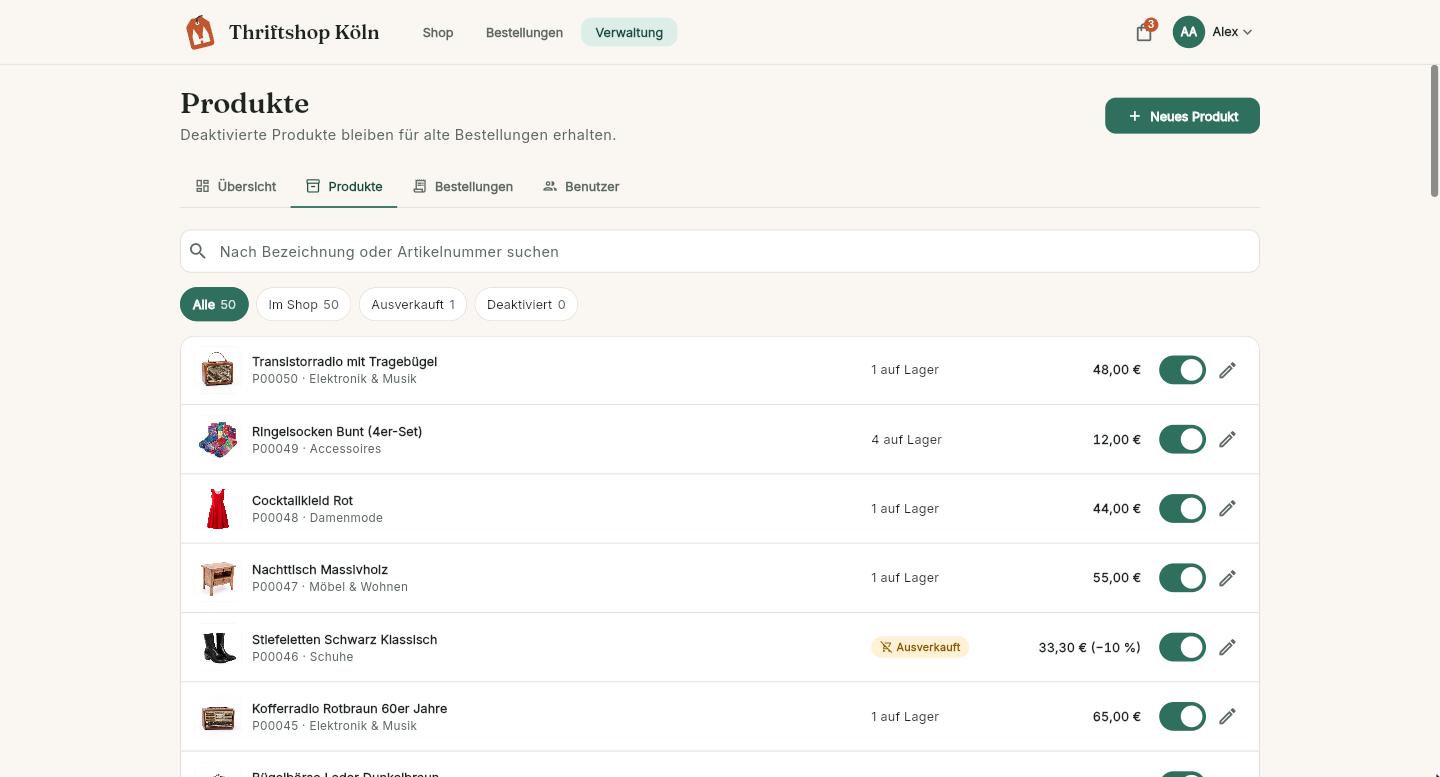 Thriftshop Köln
Shop
Bestellungen
Verwaltung
3
AA
Alex
Produkte
Deaktivierte Produkte bleiben für alte Bestellungen erhalten.
Neues Produkt
Übersicht
Produkte
Bestellungen
Benutzer
Nach Bezeichnung oder Artikelnummer suchen
Alle 50
Im Shop 50
Ausverkauft 1
Deaktiviert 0
Transistorradio mit Tragebügel
P00050 · Elektronik & Musik
1 auf Lager
48,00 €
Ringelsocken Bunt (4er-Set)
P00049 · Accessoires
4 auf Lager
12,00 €
Cocktailkleid Rot
P00048 · Damenmode
1 auf Lager
44,00 €
Nachttisch Massivholz
P00047 · Möbel & Wohnen
1 auf Lager
55,00 €
Stiefeletten Schwarz Klassisch
P00046 · Schuhe
Ausverkauft
33,30 € (−10 %)
Kofferradio Rotbraun 60er Jahre
P00045 · Elektronik & Musik
1 auf Lager
65,00 €